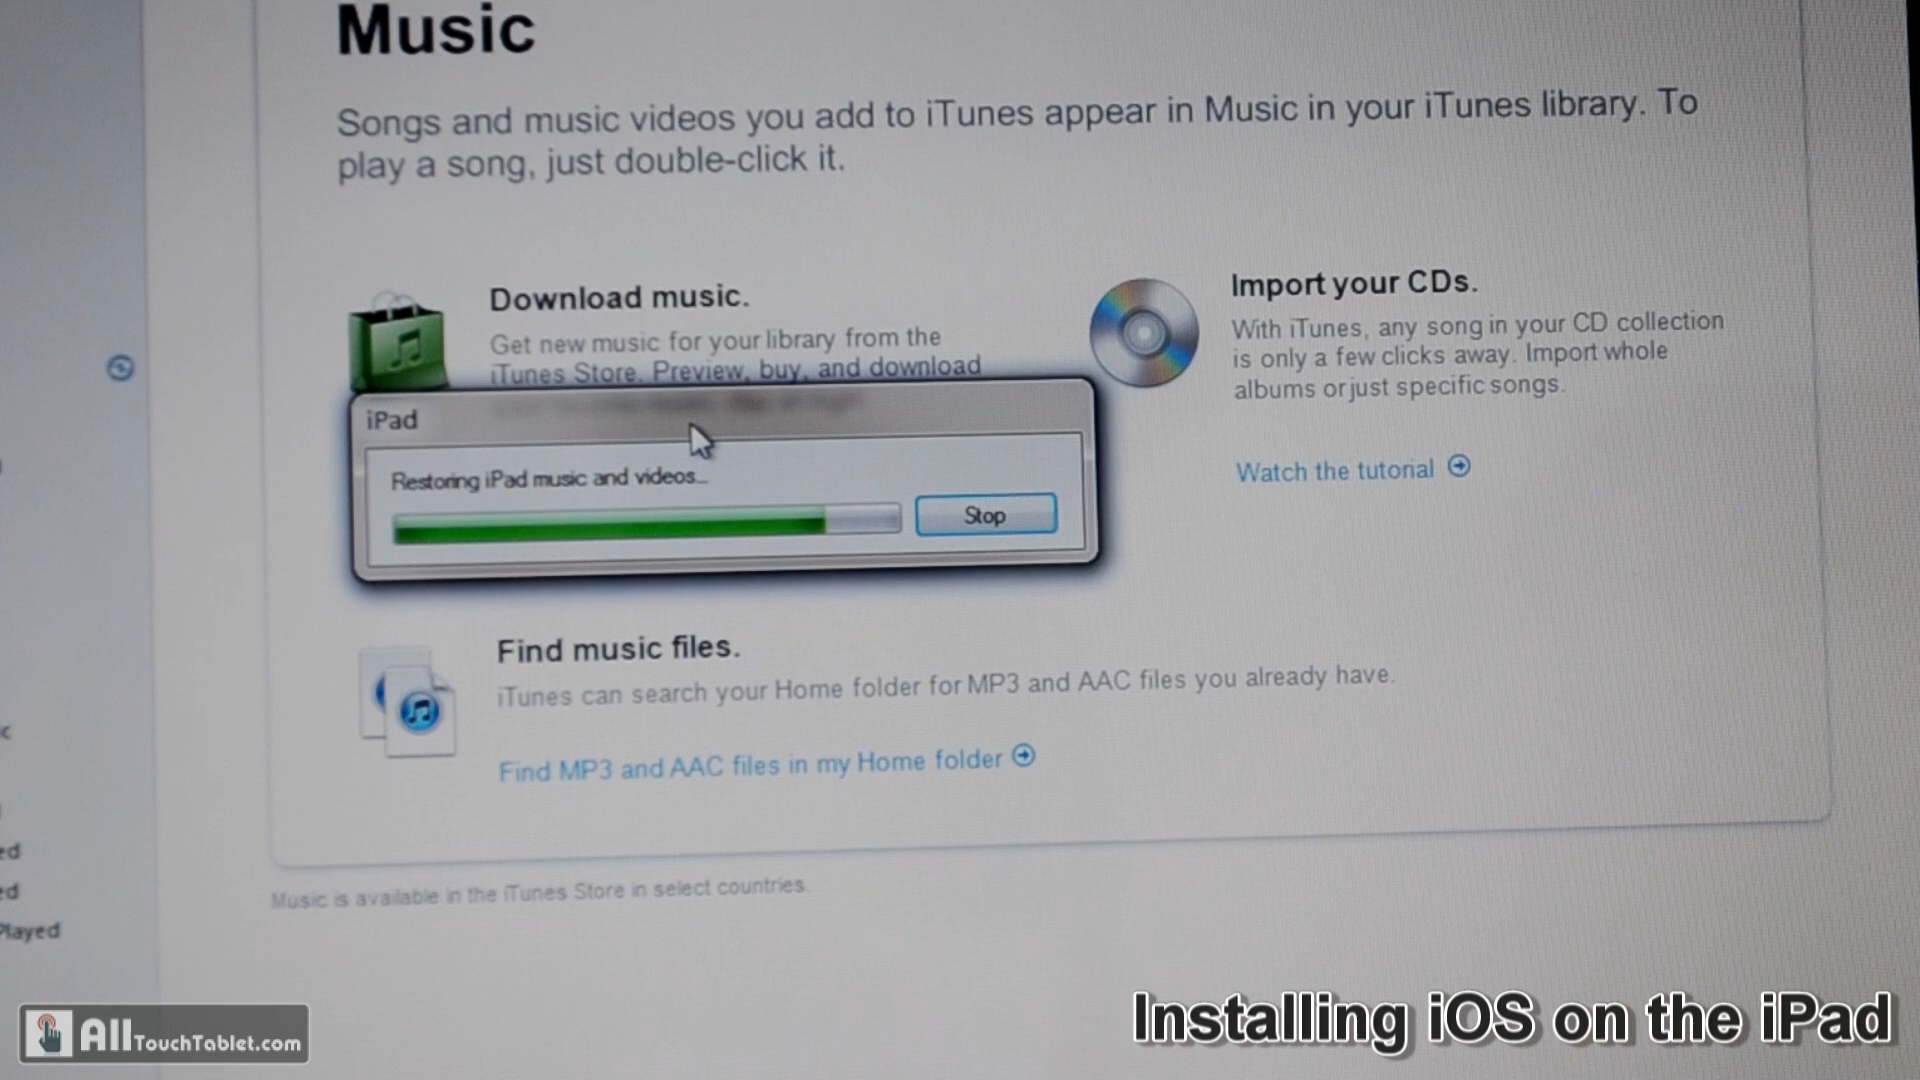 Music
Songs and music videos you add to iTunes appear in Music in your iTunes library. To
play a song, just double-click it.
Download music.
Get new music for your library from the
iTunes Store. Preview, buy, and download
Import your CDs.
With iTunes, any song in your CD collection
is only a few clicks away. Import whole
albums or just specific songs.
Watch the tutorial
iPad
Restoring iPad music and videos...
Stop
Find music files.
iTunes can search your Home folder for MP3 and AAC files you already have.
Find MP3 and AAC files in my Home folder
Music is available in the iTunes Store in select countries.
ed
ed
Played
AllTouchTablet.com
Installing iOS on the iPad